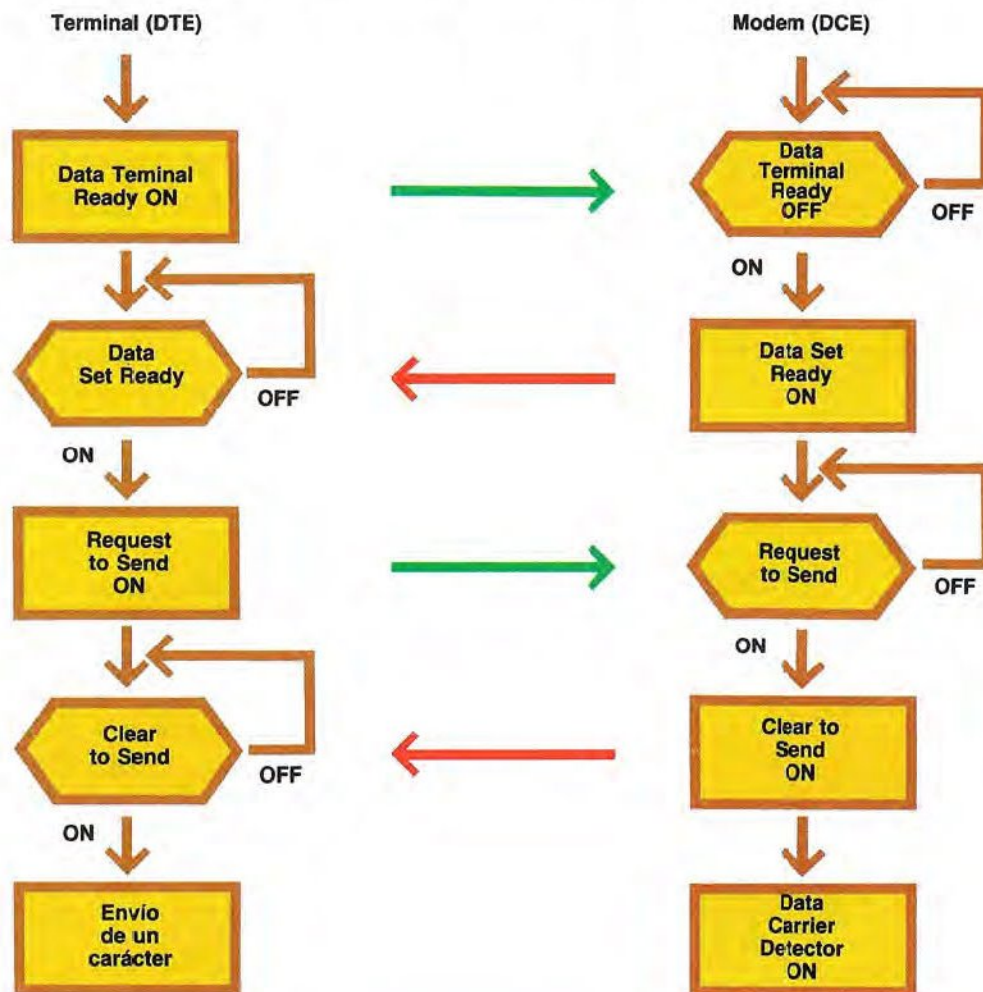 Terminal (DTE)
Data Teminal
Ready ON
Data
Set Ready
OFF
ON
Request
to Send
ON
Clear
to Send
OFF
ON
Envío
de un
carácter
Modem (DCE)
Data
Terminal
Ready
OFF
OFF
ON
Data Set
Ready
ON
Request
to Send
OFF
ON
Clear to
Send
ON
Data
Carrier
Detector
ON